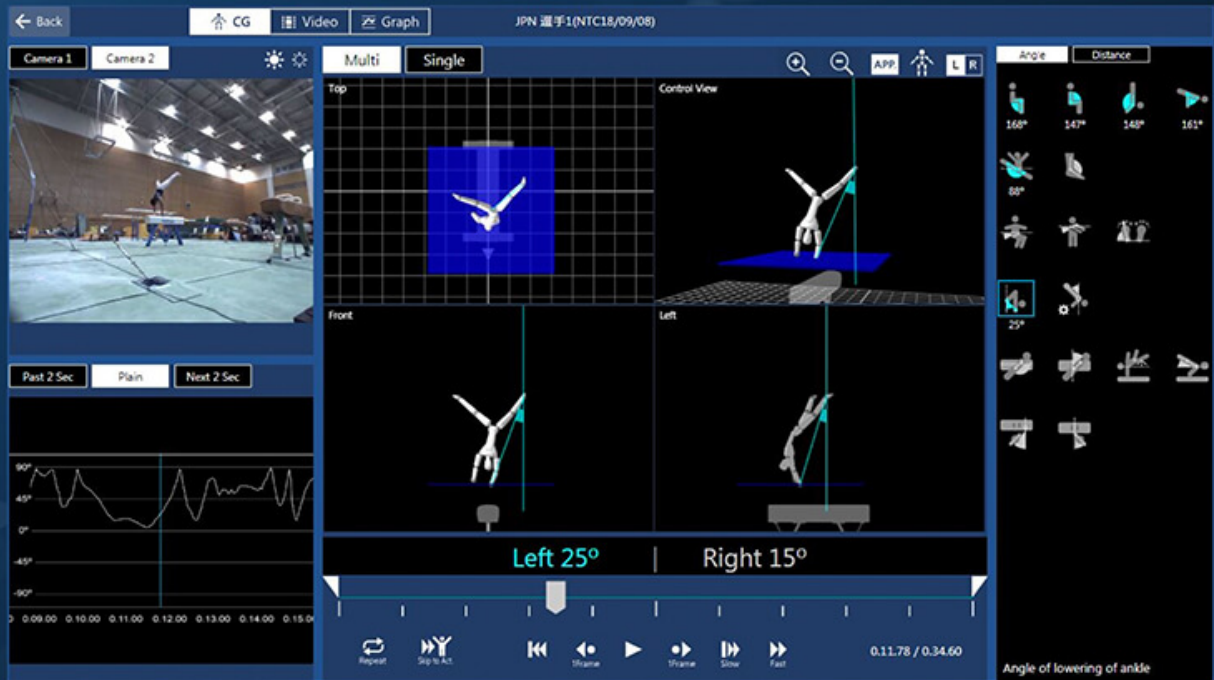 Back
CG
Video
Graph
JPN 選手1(NTC18/09/08)
Camera 1
Camera 2
Multi
Single
APP.
L R
Angle
Distance
Top
Control View
168° 147° 148° 161°
88°
Front
Left
25°
Past 2 Sec
Plain
Next 2 Sec
90°
45°
0°
-45°
-90°
0.09.00 0.10.00 0.11.00 0.12.00 0.13.00 0.14.00 0.15.00
Left 25º | Right 15º
Repeat
Skip to Act.
1Frame
1Frame
Slow
Fast
0.11.78 / 0.34.60
Angle of lowering of ankle